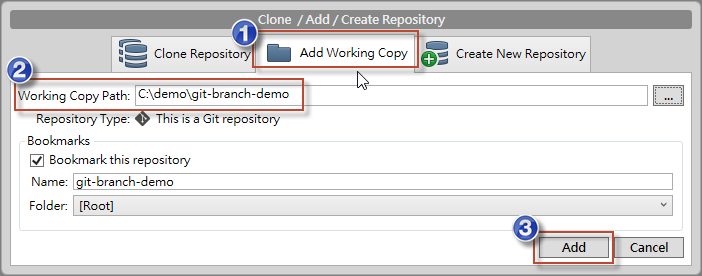 Clone / Add / Create Repository
1
Clone Repository Add Working Copy Create New Repository
2
Working Copy Path: C:\demo\git-branch-demo ...
Repository Type: This is a Git repository
Bookmarks
Bookmark this repository
Name: git-branch-demo
Folder: [Root]
3
Add Cancel